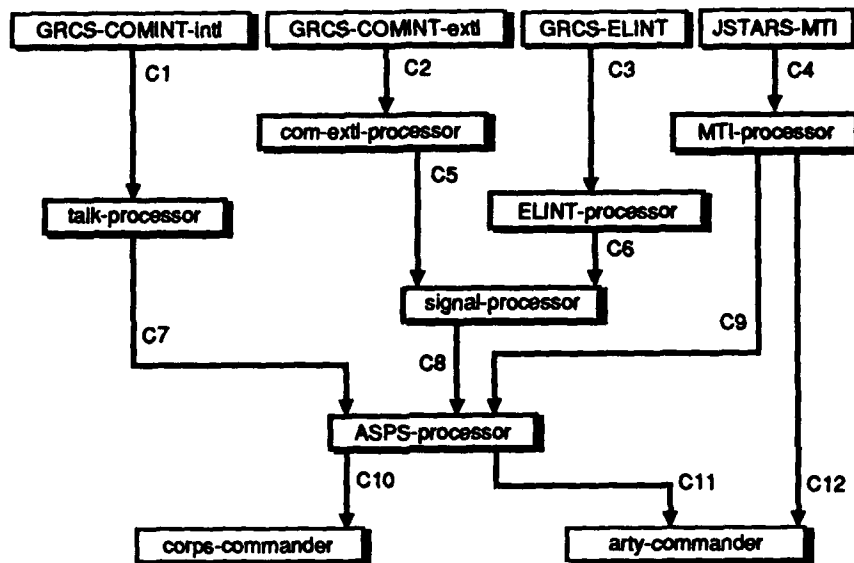 GRCS-COMINT-intl
GRCS-COMINT-extl
GRCS-ELINT
JSTARS-MTI
C1
C2
C3
C4
com-extl-processor
MTI-processor
C5
talk-processor
ELINT-processor
C6
signal-processor
C7
C8
C9
ASPS-processor
C10
C11
C12
corps-commander
arty-commander